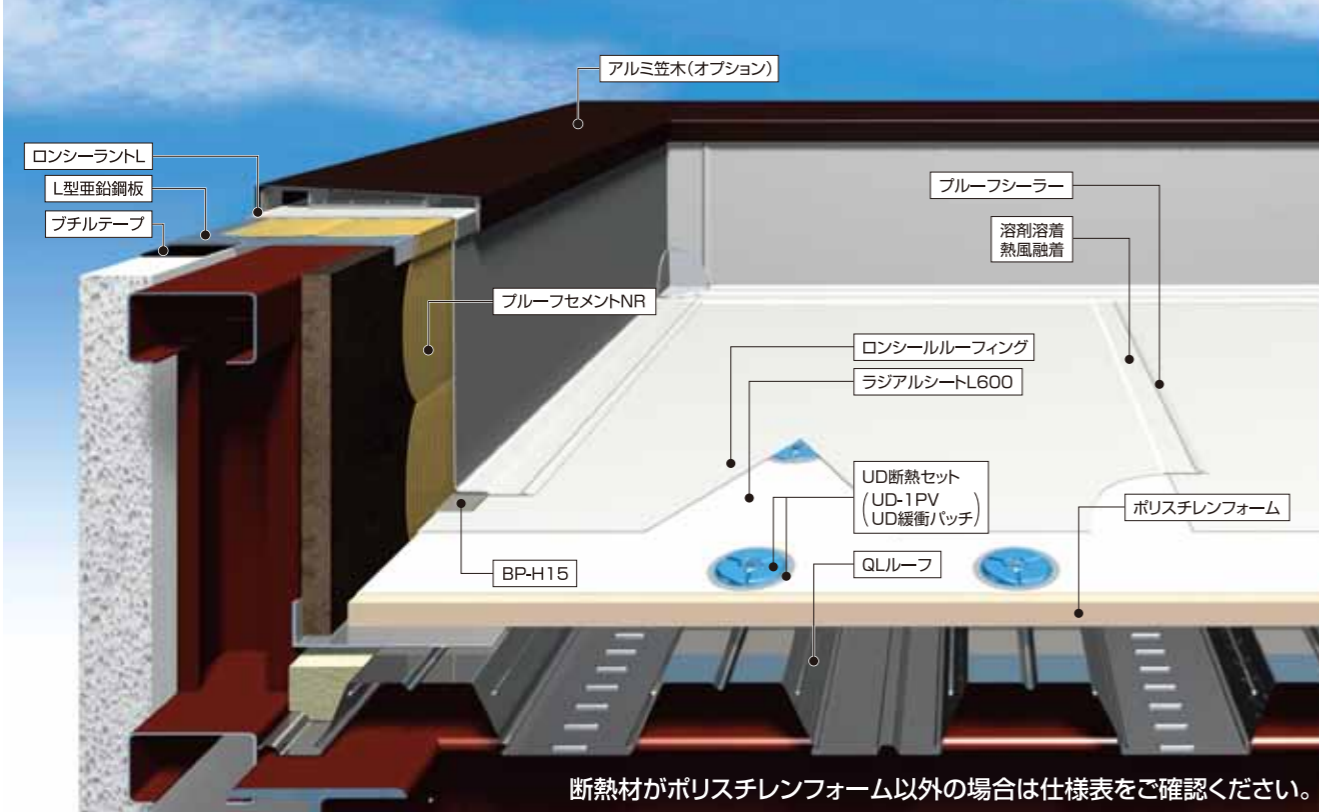 アルミ笠木(オプション)
ロンシーラントL
L型亜鉛鋼板
ブチルテープ
プルーフシーラー
溶剤溶着
熱風融着
プルーフセメントNR
ロンシールルーフィング
ラジアルシートL600
UD断熱セット
(UD-1PV
UD緩衝パッチ)
ポリスチレンフォーム
BP-H15
QLルーフ
断熱材がポリスチレンフォーム以外の場合は仕様表をご確認ください。